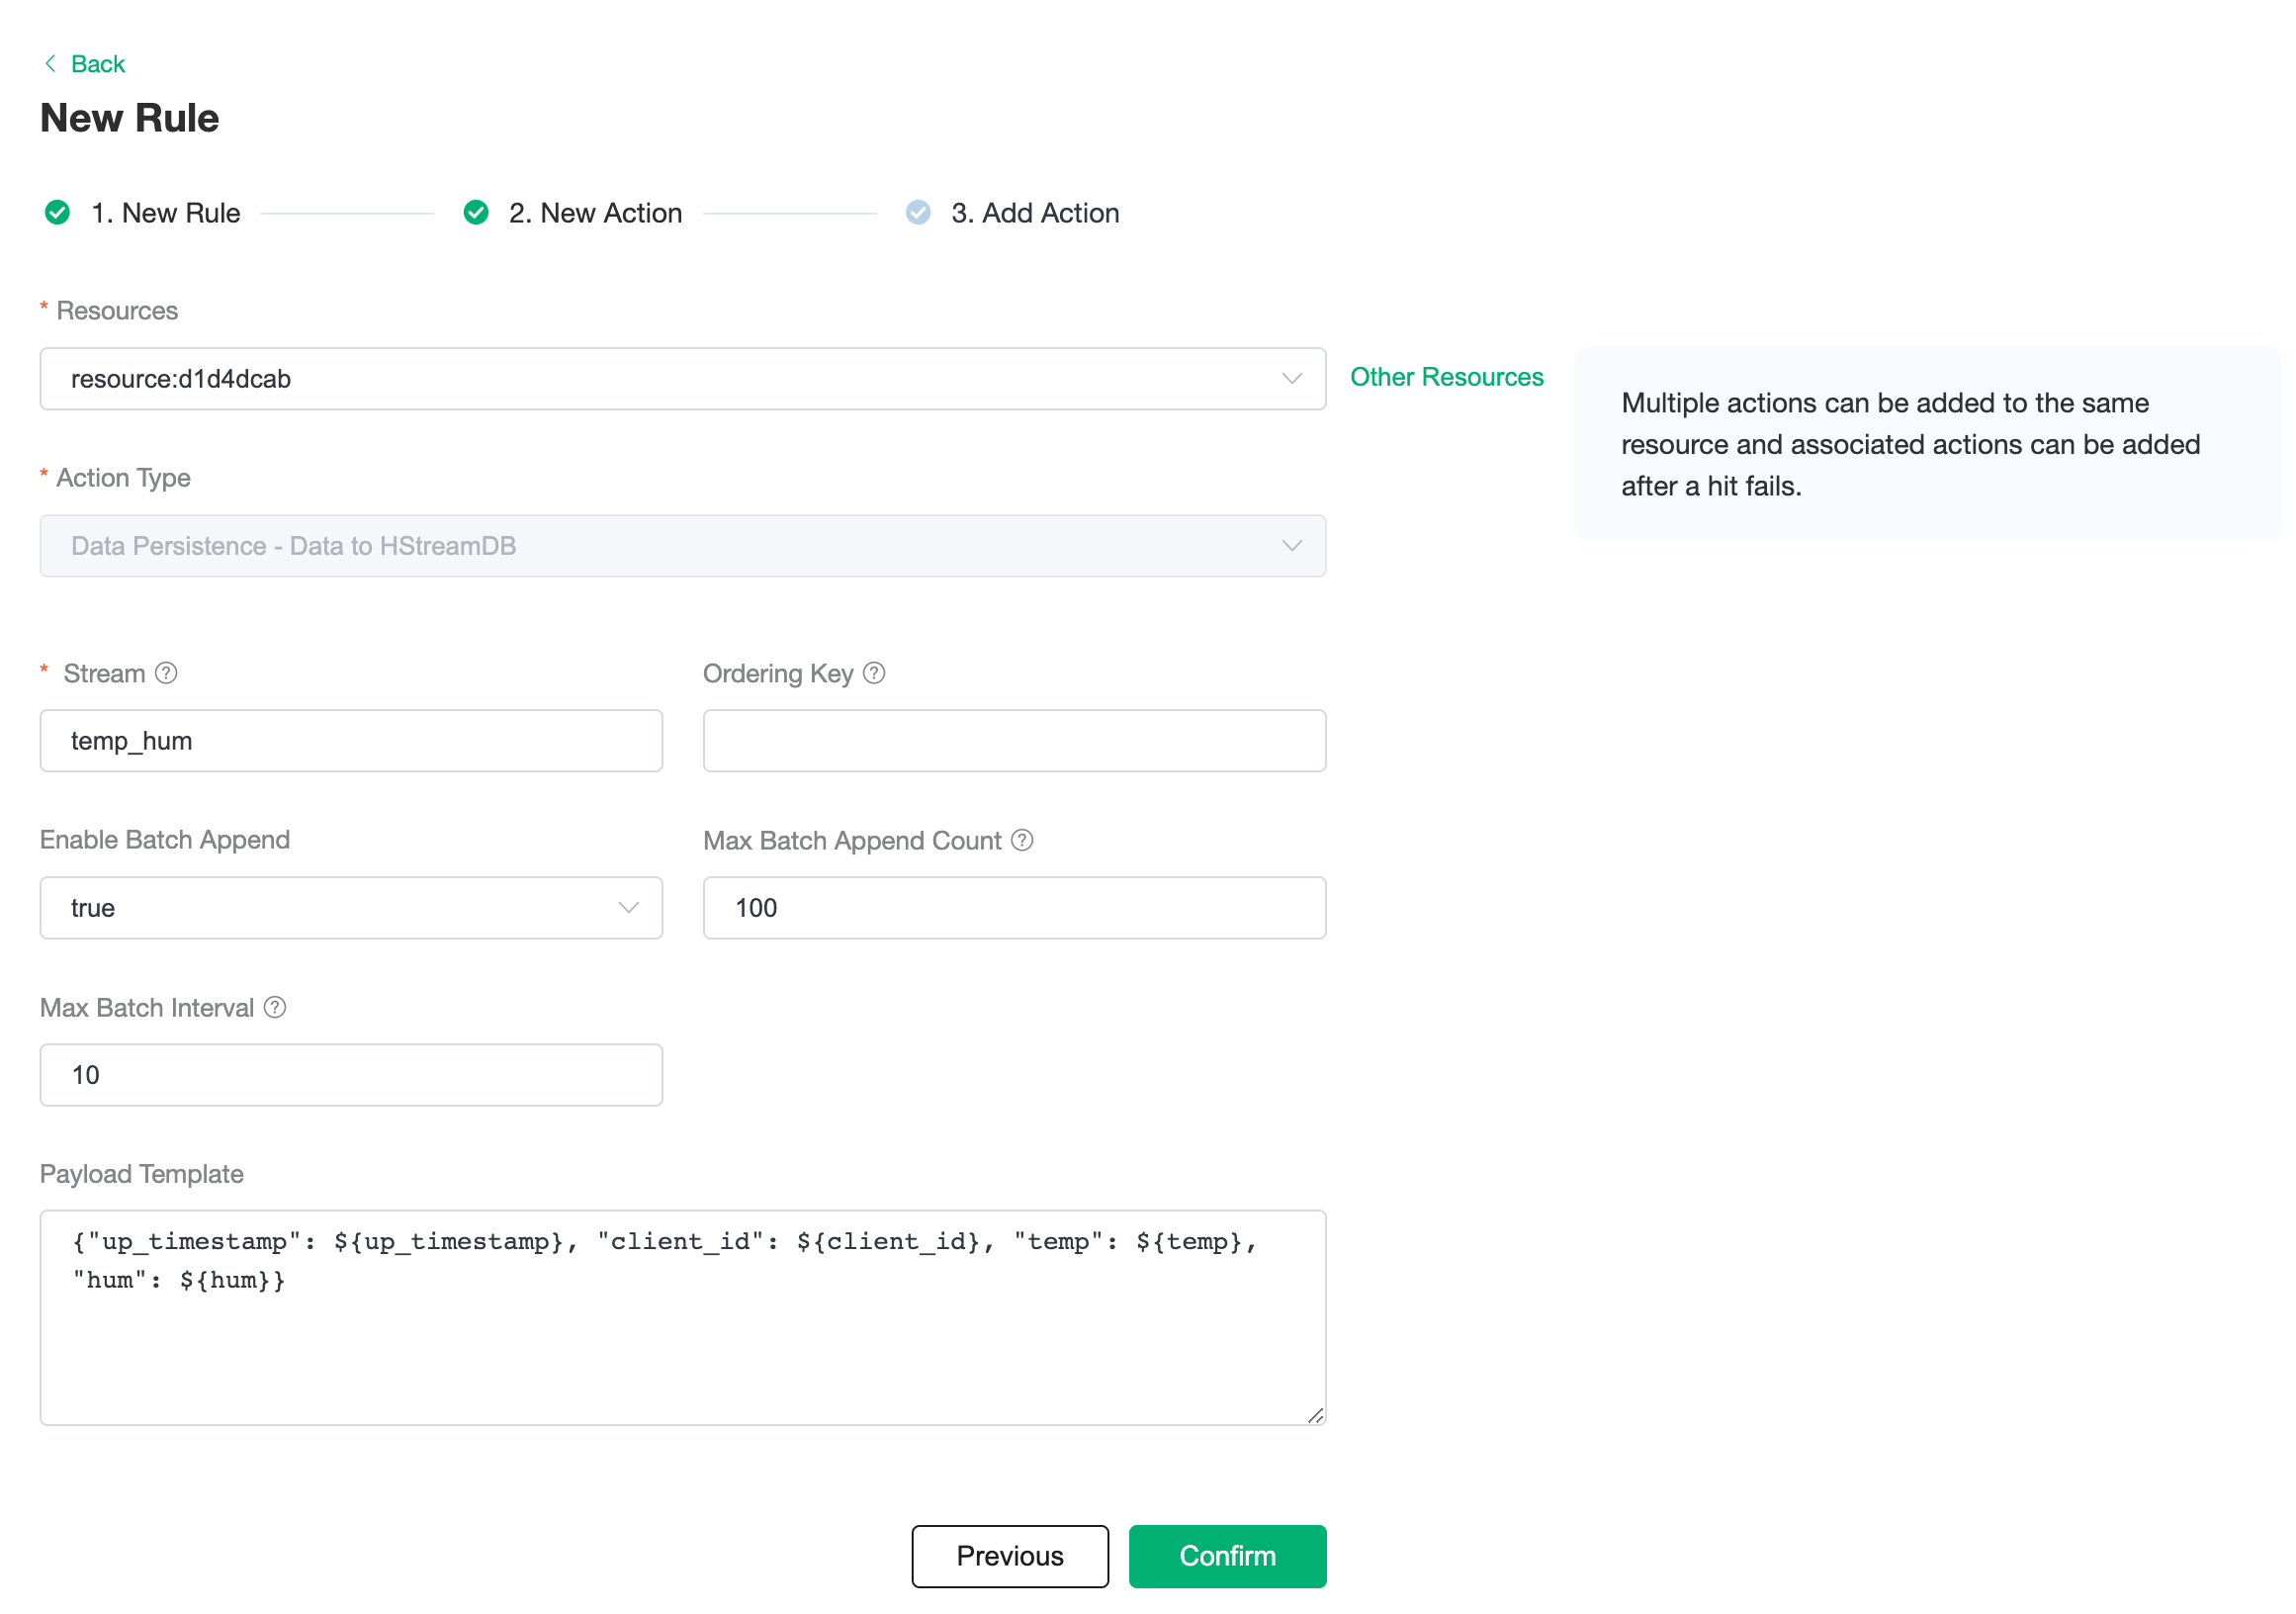 Back
New Rule
1. New Rule
2. New Action
3. Add Action
* Resources
resource:d1d4dcab
Other Resources
Multiple actions can be added to the same
resource and associated actions can be added
after a hit fails.
* Action Type
Data Persistence - Data to HStreamDB
* Stream ?
Ordering Key ?
temp_hum
Enable Batch Append
Max Batch Append Count ?
true
100
Max Batch Interval ?
10
Payload Template
{"up_timestamp": ${up_timestamp}, "client_id": ${client_id}, "temp": ${temp},
"hum": ${hum}}
Previous
Confirm